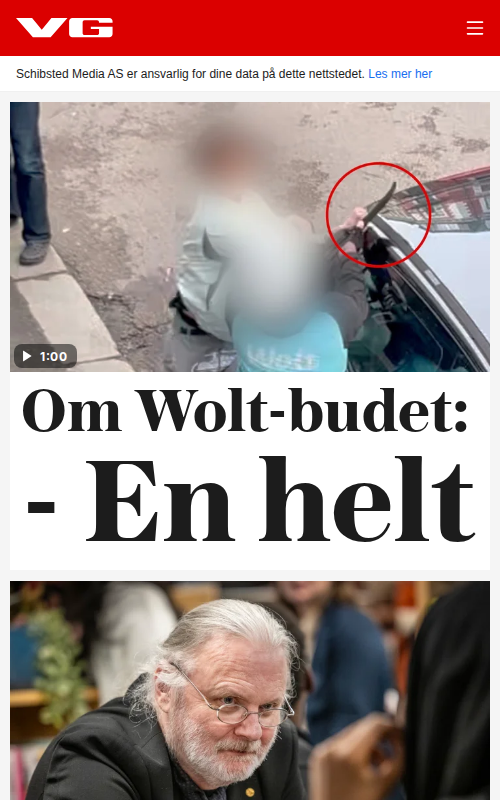 VG
Schibsted Media AS er ansvarlig for dine data på dette nettstedet. Les mer her
1:00
Om Wolt-budet:
- En helt